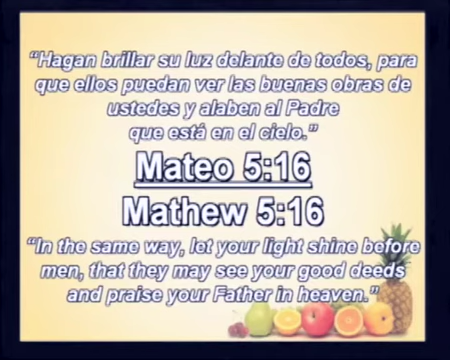 “Hagan brillar su luz delante de todos, para
que ellos puedan ver las buenas obras de
ustedes y alaben al Padre
que está en el cielo.”
Mateo 5:16
Mathew 5:16
“In the same way, let your light shine before
men, that they may see your good deeds
and praise your Father in heaven.”